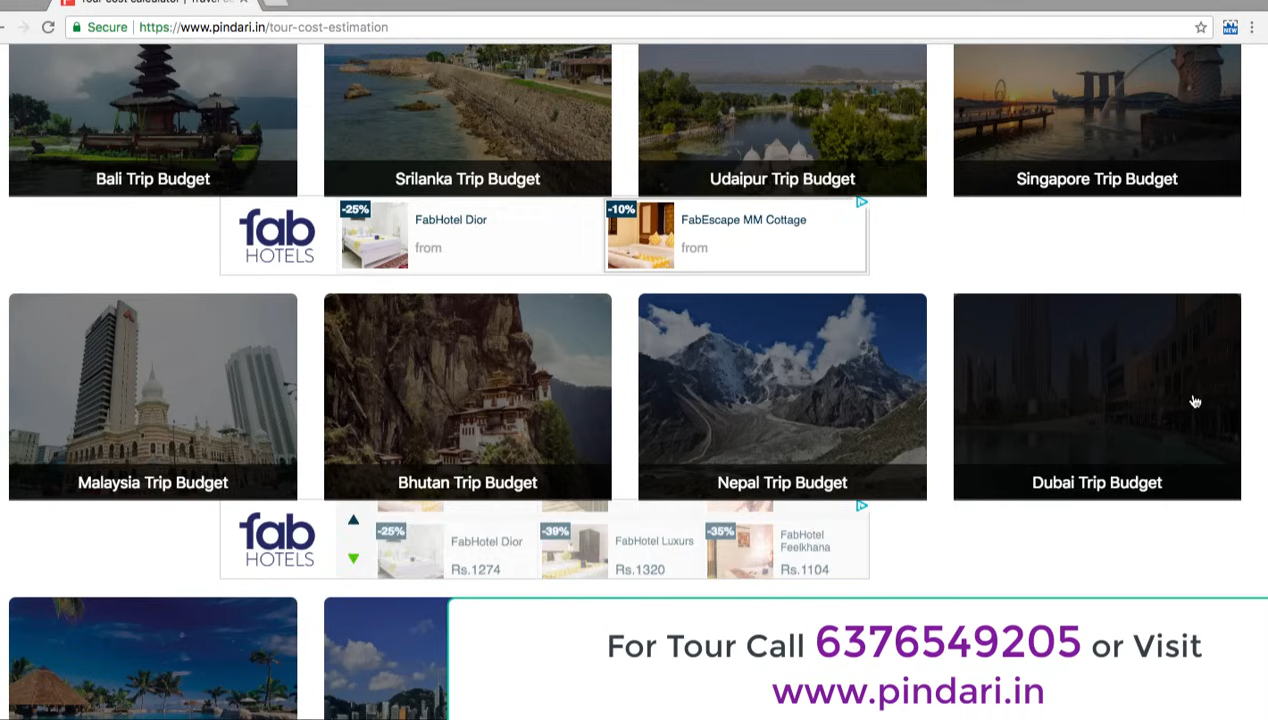 Secure https://www.pindari.in/tour-cost-estimation
NEW
Bali Trip Budget
Srilanka Trip Budget
Udaipur Trip Budget
Singapore Trip Budget
fab
HOTELS
-25%
FabHotel Dior
from
-10%
FabEscape MM Cottage
from
Malaysia Trip Budget
Bhutan Trip Budget
Nepal Trip Budget
Dubai Trip Budget
fab
HOTELS
-25%
FabHotel Dior
Rs.1274
-39%
FabHotel Luxurs
Rs.1320
-35%
FabHotel
Feelkhana
Rs.1104
For Tour Call 6376549205 or Visit
www.pindari.in